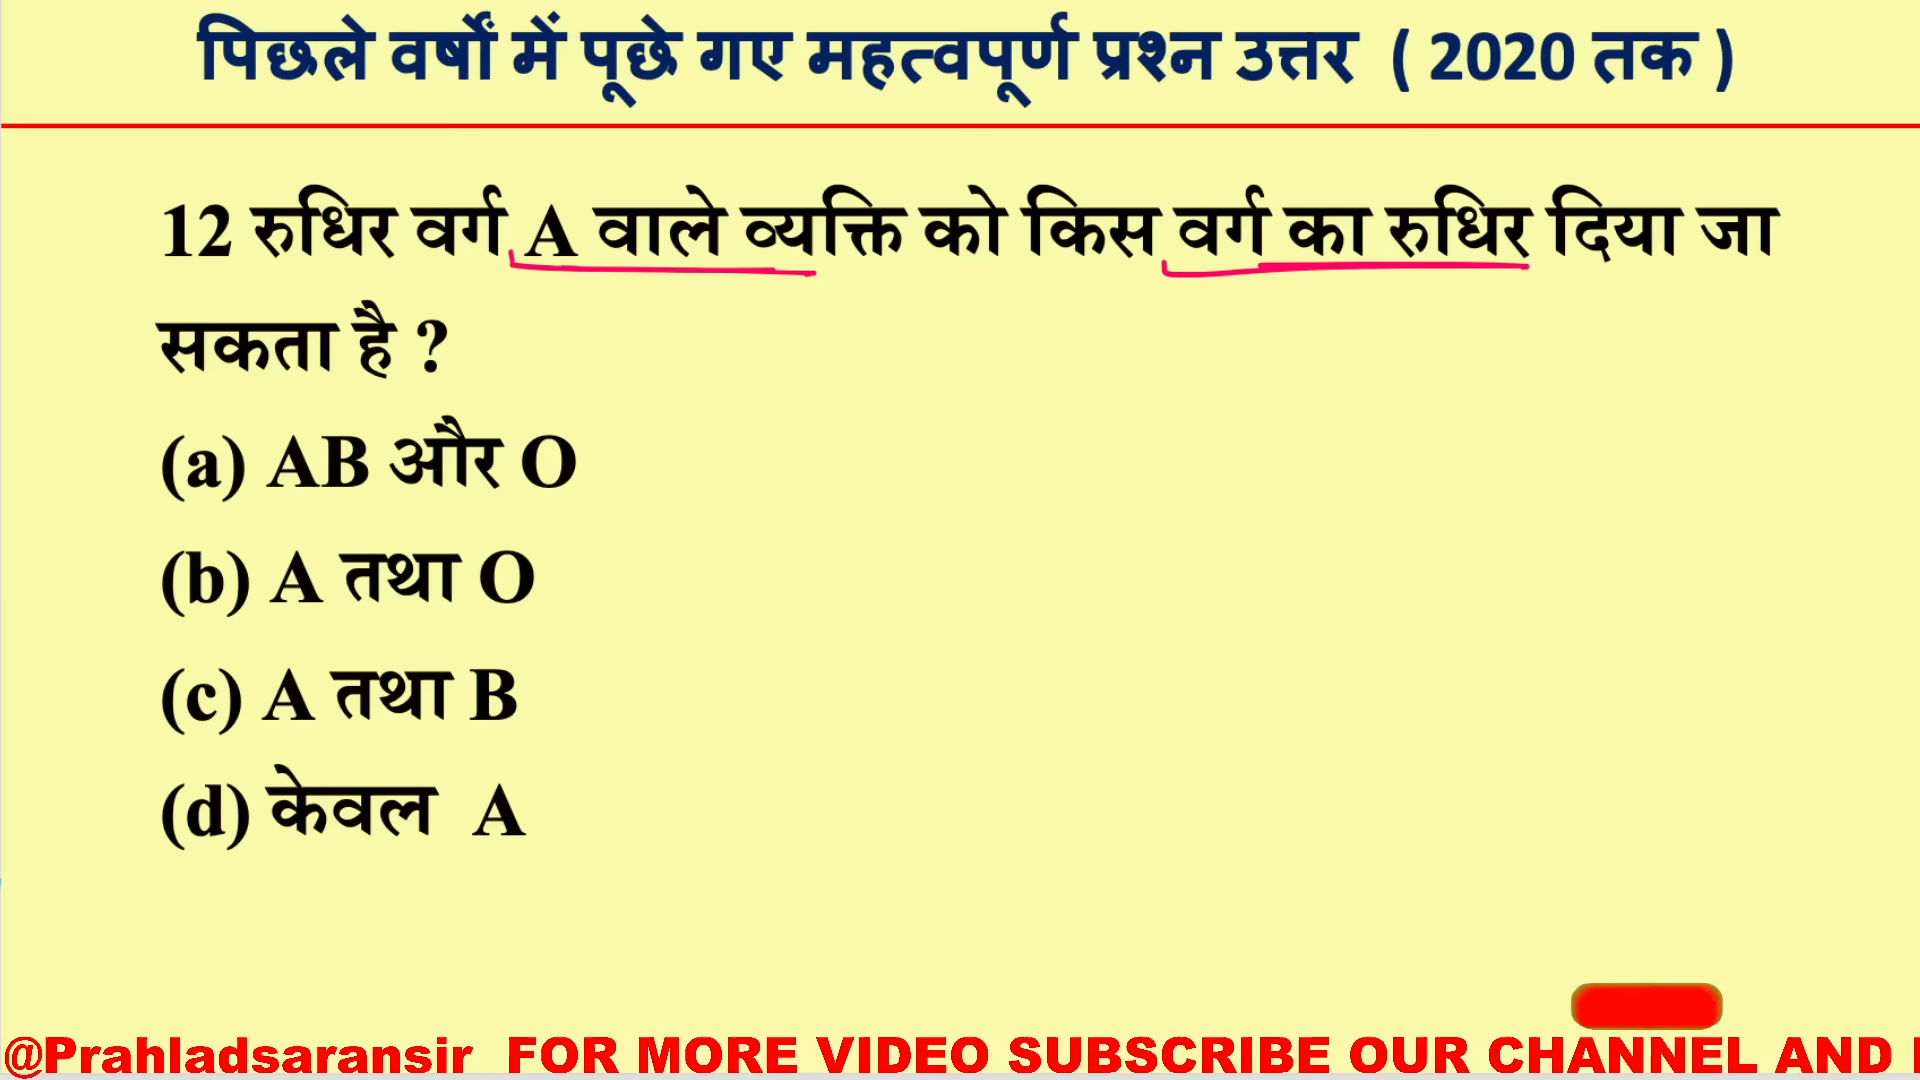 पिछले वर्षों में पूछे गए महत्वपूर्ण प्रश्न उत्तर ( 2020 तक )
12 रुधिर वर्ग A वाले व्यक्ति को किस वर्ग का रुधिर दिया जा
सकता है ?
(a) AB और O
(b) A तथा O
(c) A तथा B
(d) केवल A
@Prahladsaransir FOR MORE VIDEO SUBSCRIBE OUR CHANNEL AND